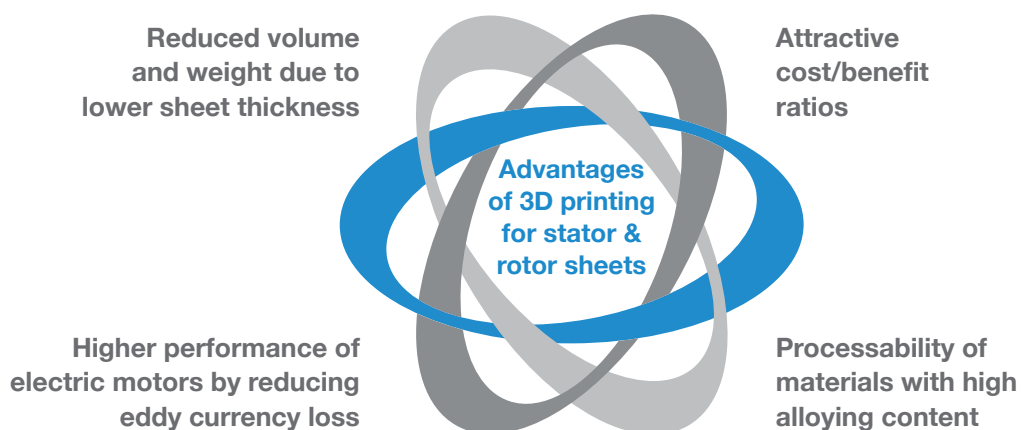 Reduced volume
and weight due to
lower sheet thickness
Attractive
cost/benefit
ratios
Advantages
of 3D printing
for stator &
rotor sheets
Higher performance of
electric motors by reducing
eddy currency loss
Processability of
materials with high
alloying content